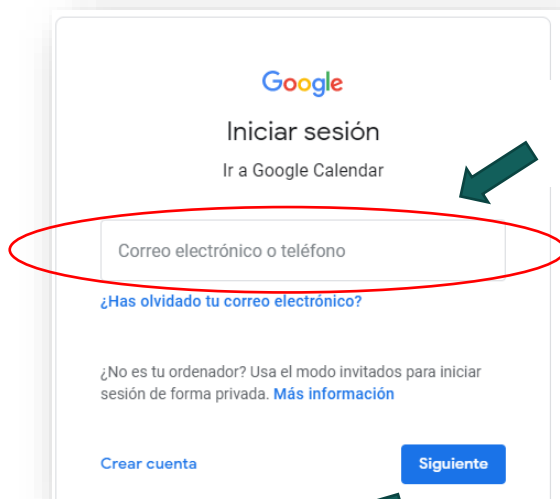 Google
Iniciar sesión
Ir a Google Calendar
Correo electrónico o teléfono
¿Has olvidado tu correo electrónico?
¿No es tu ordenador? Usa el modo invitados para iniciar
sesión de forma privada. Más información
Crear cuenta
Siguiente